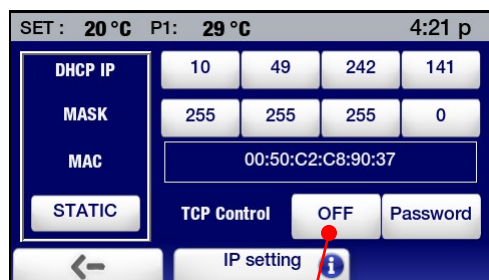 SET : 20 °C P1: 29 °C 4:21 p
DHCP IP 10 49 242 141
MASK 255 255 255 0
MAC 00:50:C2:C8:90:37
STATIC TCP Control OFF Password
IP setting i